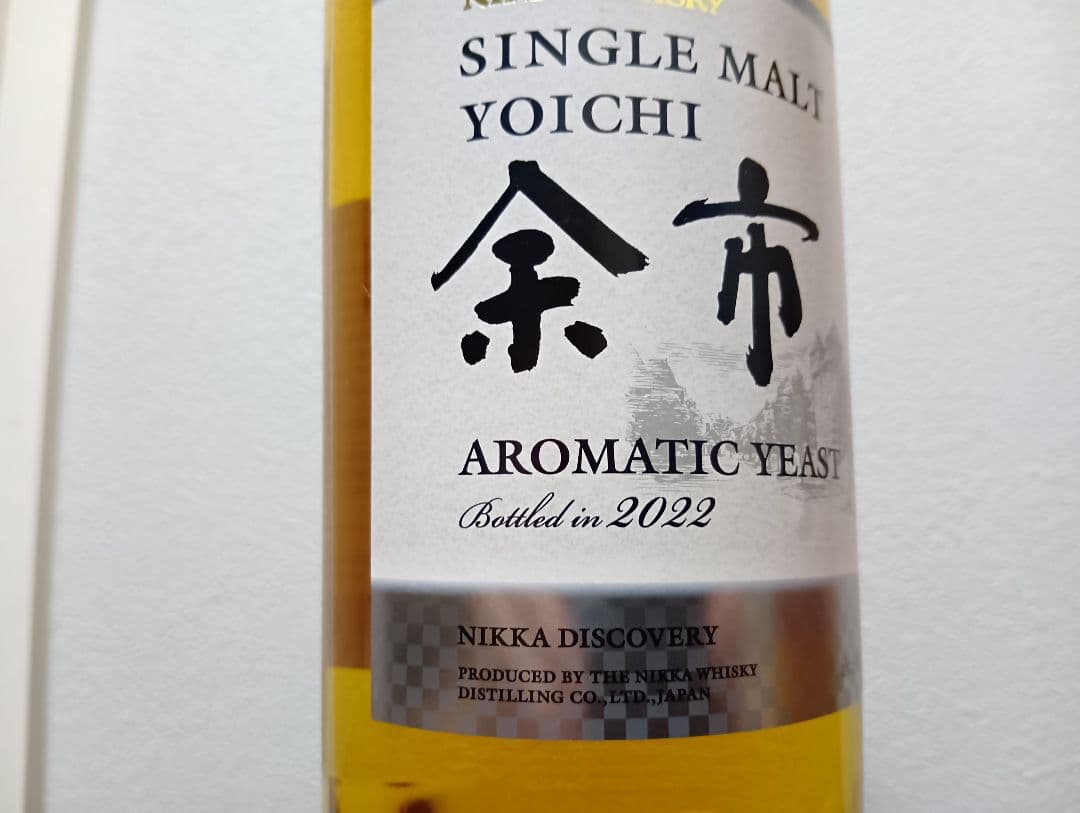 SINGLE MALT
YOICHI
余市
AROMATIC YEAST
Bottled in 2022
NIKKA DISCOVERY
PRODUCED BY THE NIKKA WHISKY
DISTILLING CO.,LTD.,JAPAN